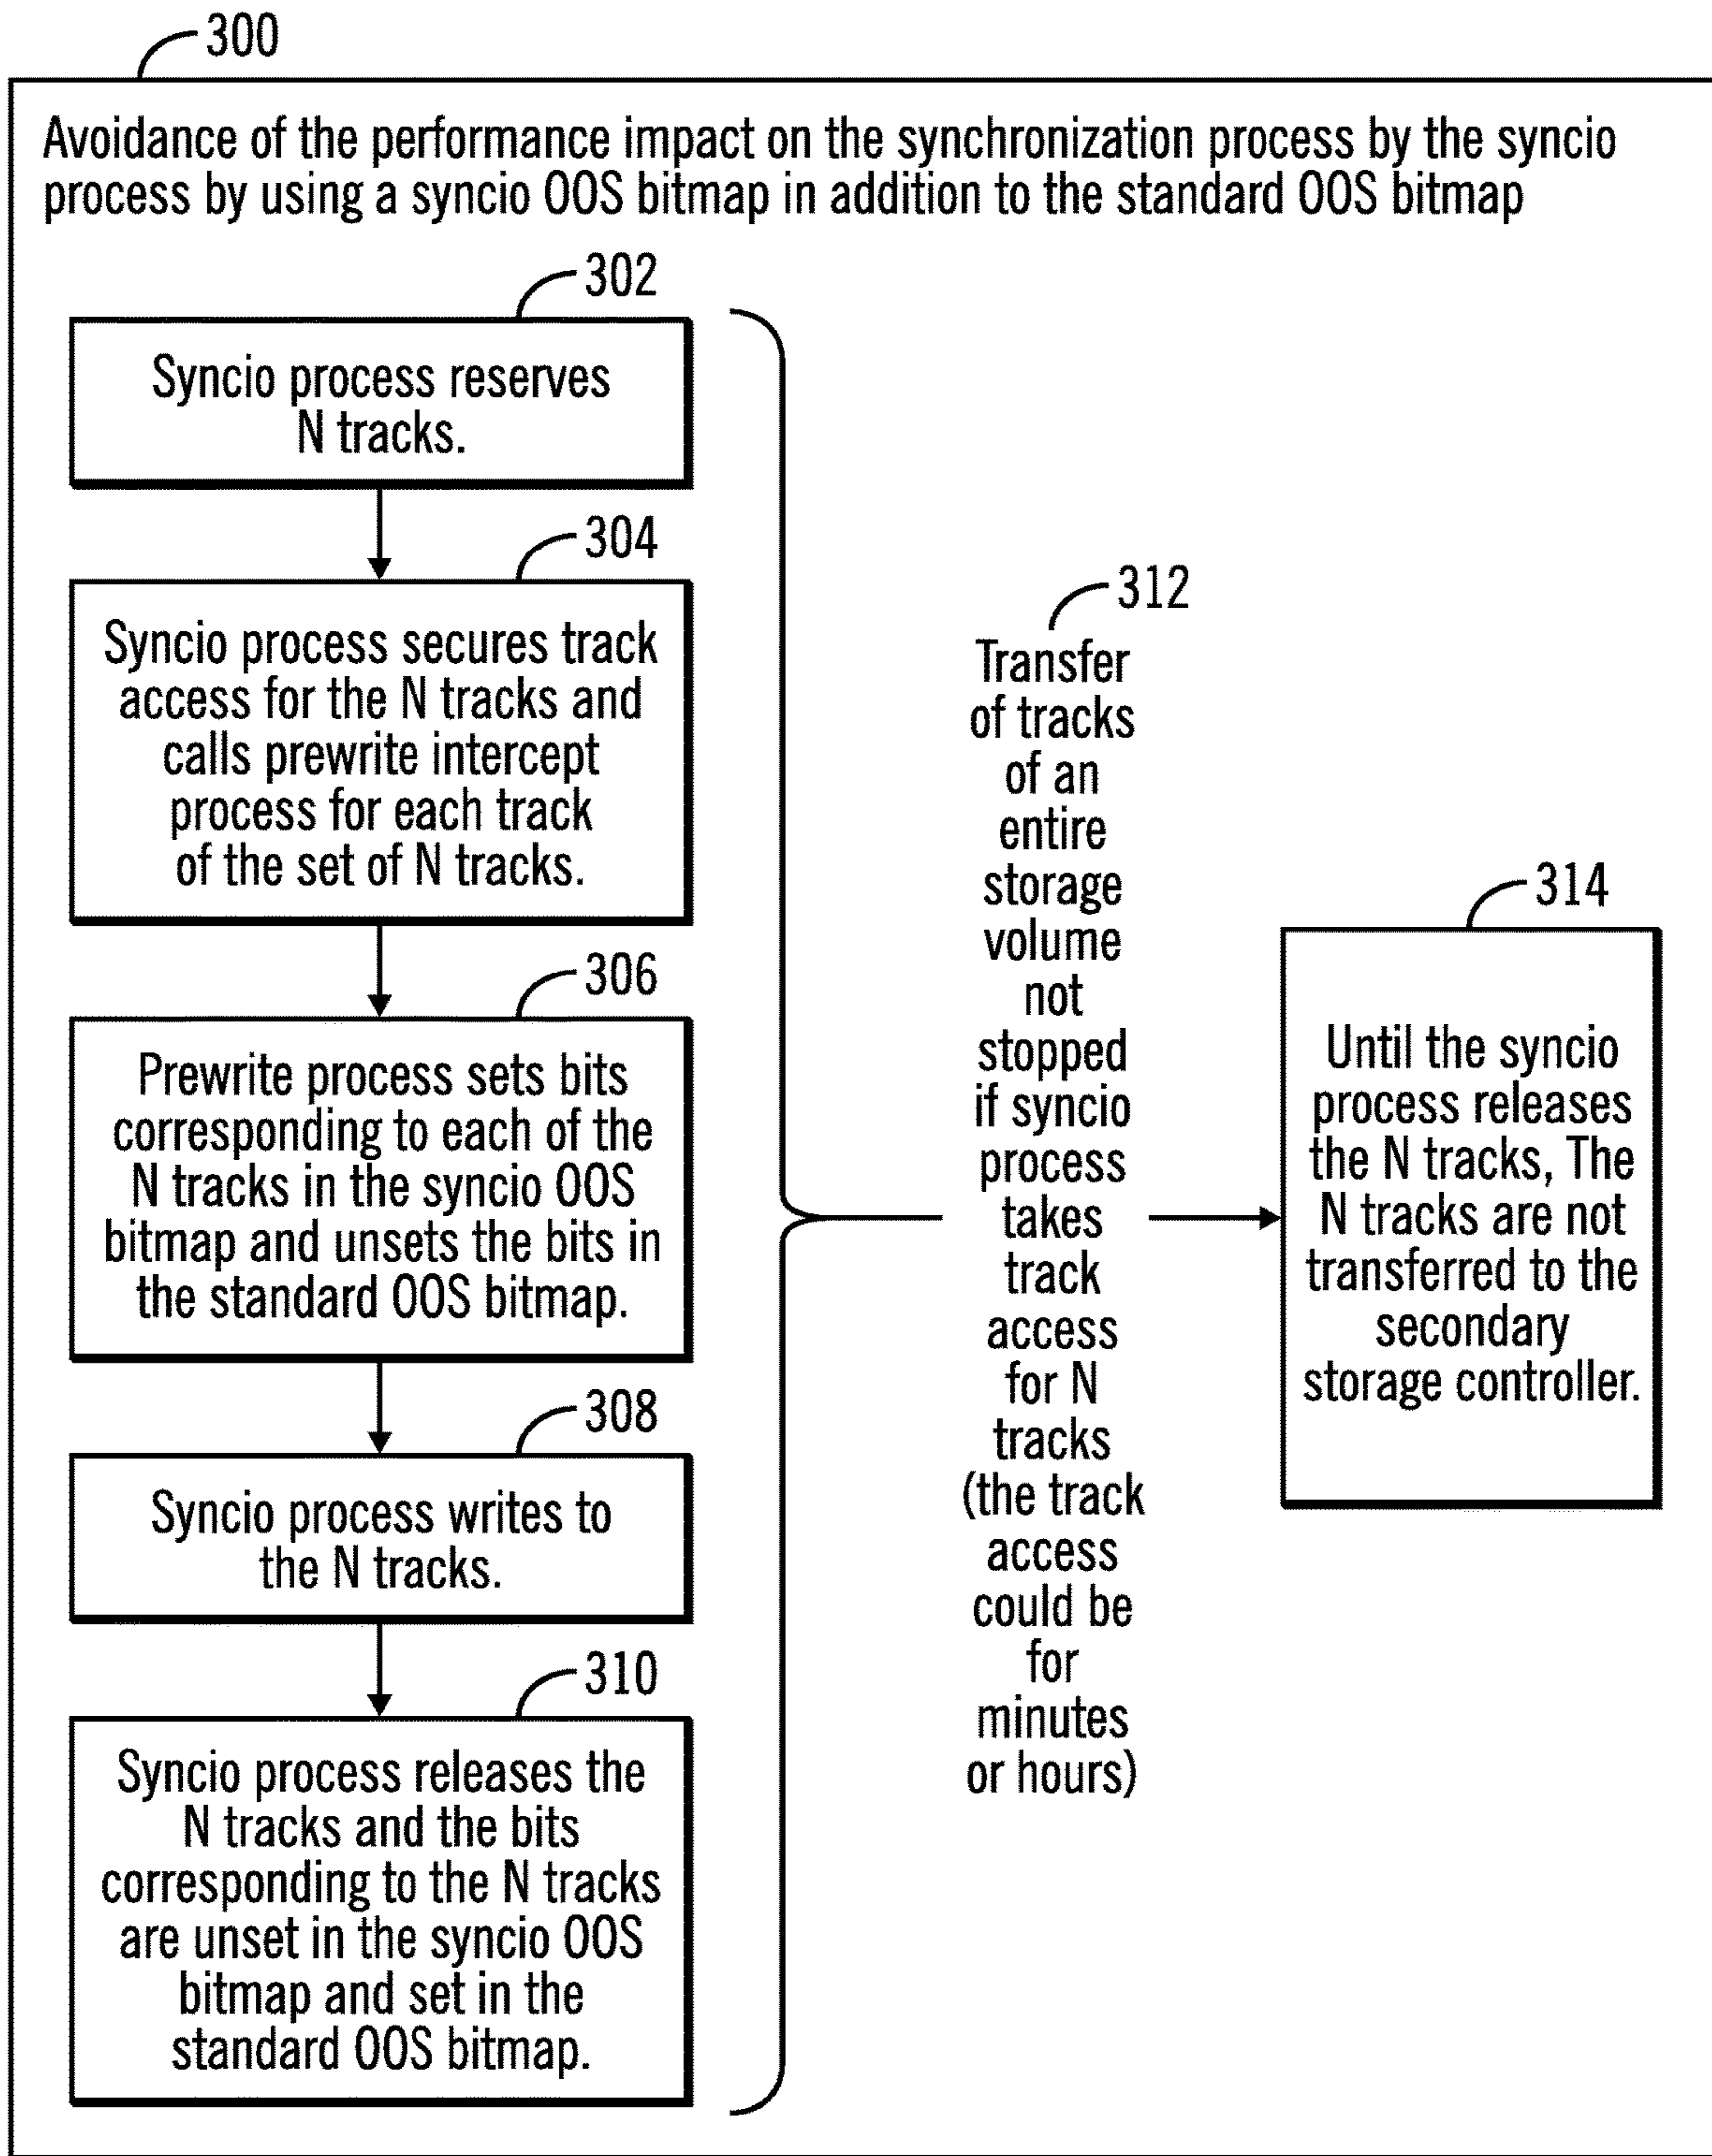 300
Avoidance of the performance impact on the synchronization process by the syncio
process by using a syncio OOS bitmap in addition to the standard OOS bitmap
302
Syncio process reserves
N tracks.
304
Syncio process secures track
access for the N tracks and
calls prewrite intercept
process for each track
of the set of N tracks.
306
Prewrite process sets bits
corresponding to each of the
N tracks in the syncio OOS
bitmap and unsets the bits in
the standard OOS bitmap.
308
Syncio process writes to
the N tracks.
310
Syncio process releases the
N tracks and the bits
corresponding to the N tracks
are unset in the syncio OOS
bitmap and set in the
standard OOS bitmap.
312
Transfer
of tracks
of an
entire
storage
volume
not
stopped
if syncio
process
takes
track
access
for N
tracks
(the track
access
could be
for
minutes
or hours)
314
Until the syncio
process releases
the N tracks, The
N tracks are not
transferred to the
secondary
storage controller.